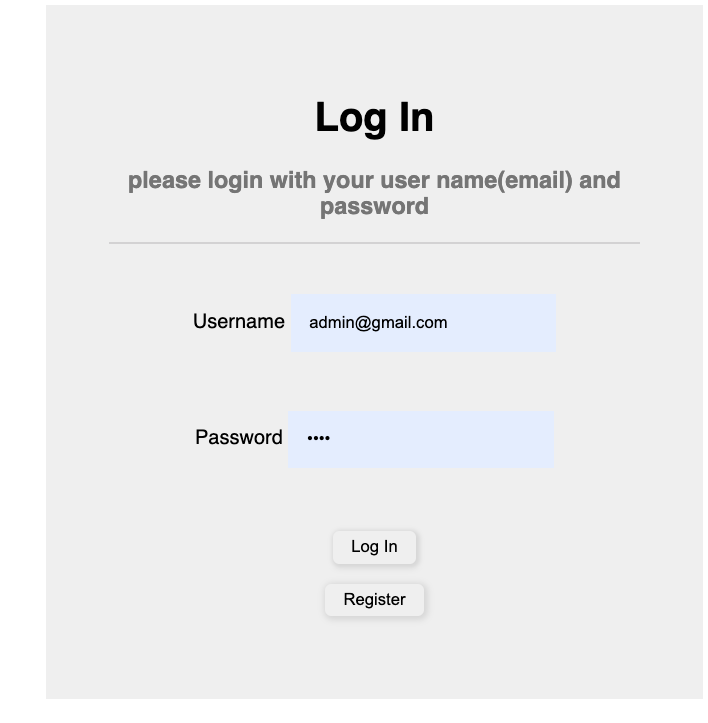 Log In
please login with your user name(email) and
password
Username admin@gmail.com
Password ••••
Log In
Register